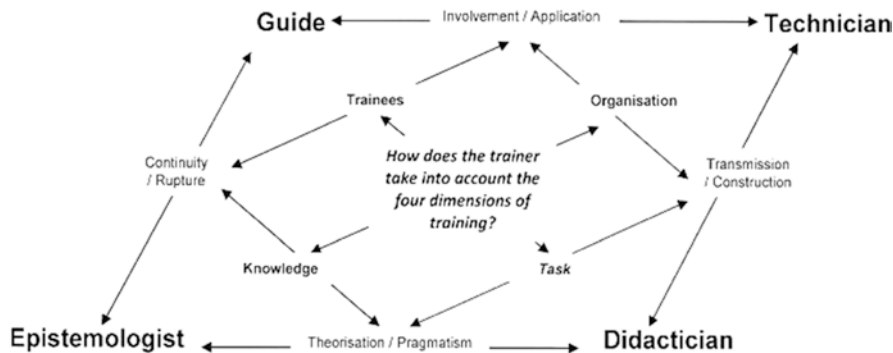 Guide
Involvement / Application
Technician
Trainees
Organisation
Continuity
/ Rupture
How does the trainer
take into account the
four dimensions of
training?
Transmission
/ Construction
Knowledge
Task
Epistemologist
Theorisation / Pragmatism
Didactician